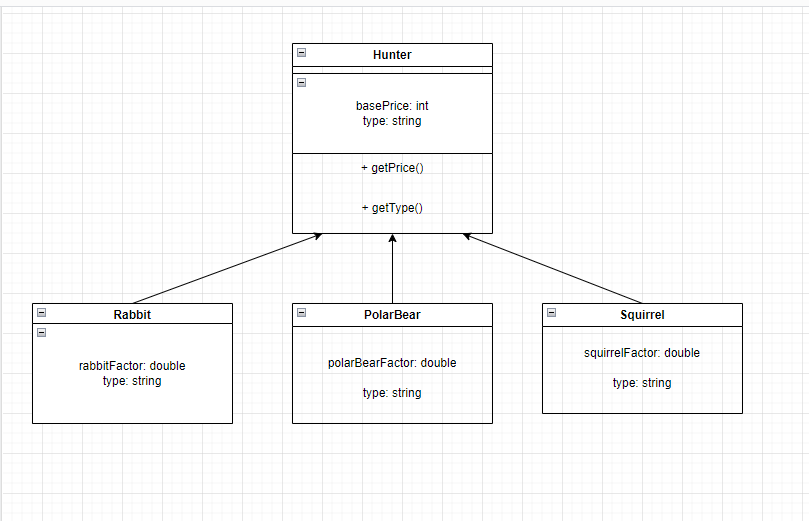 Hunter
basePrice: int
type: string
+ getPrice()
+ getType()
Rabbit
rabbitFactor: double
type: string
PolarBear
polarBearFactor: double
type: string
Squirrel
squirrelFactor: double
type: string